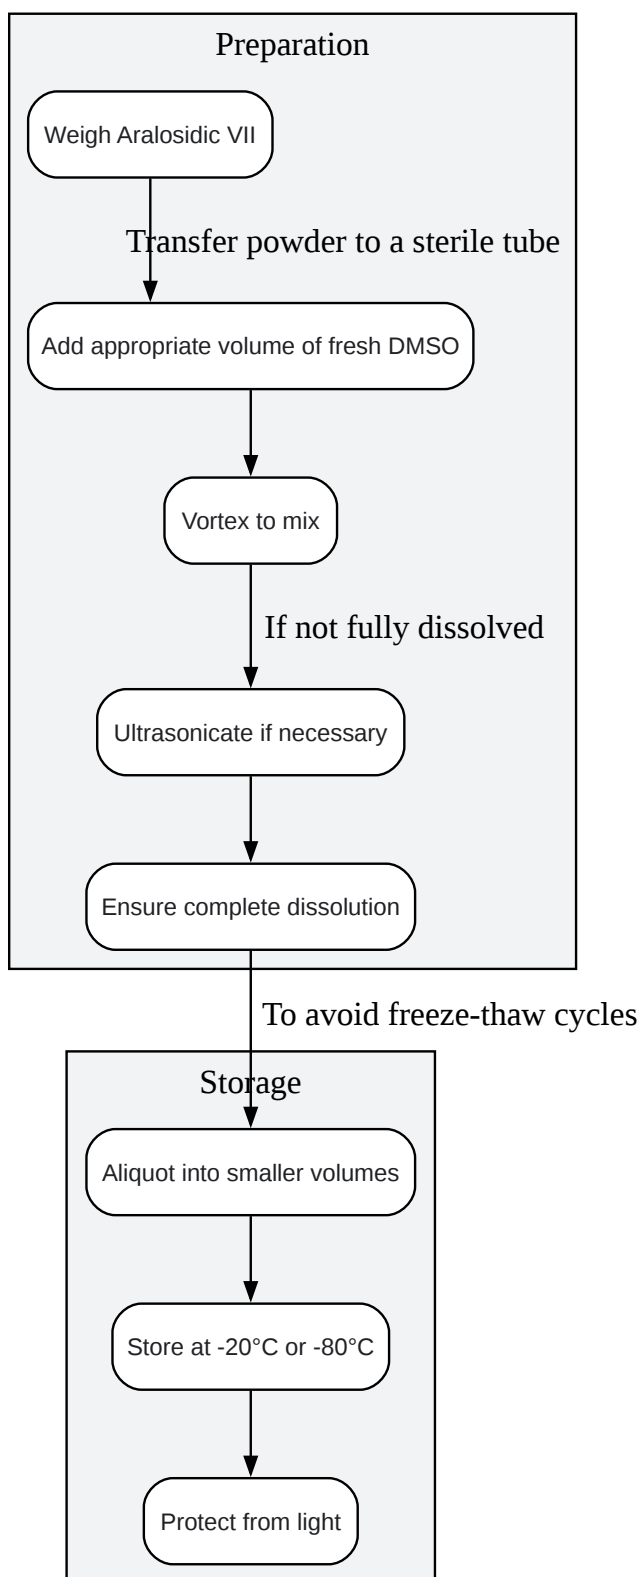 Preparation
Weigh Aralosidic VII
Transfer powder to a sterile tube
Add appropriate volume of fresh DMSO
Vortex to mix
If not fully dissolved
Ultrasonicate if necessary
Ensure complete dissolution
To avoid freeze-thaw cycles
Storage
Aliquot into smaller volumes
Store at -20°C or -80°C
Protect from light